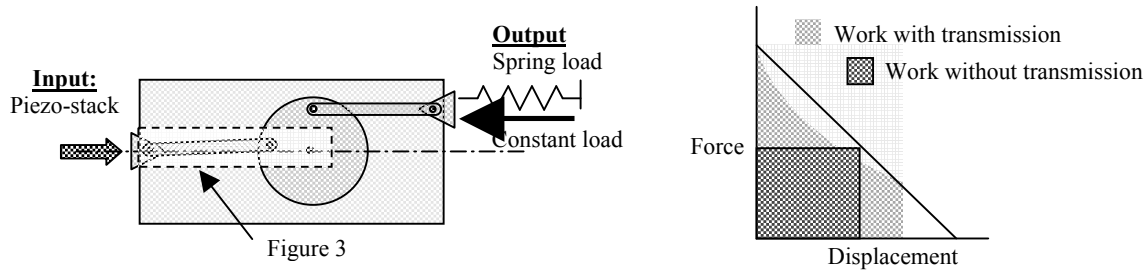 Input:
Piezo-stack
Output
Spring load
Constant load
Figure 3
Work with transmission
Work without transmission
Force
Displacement